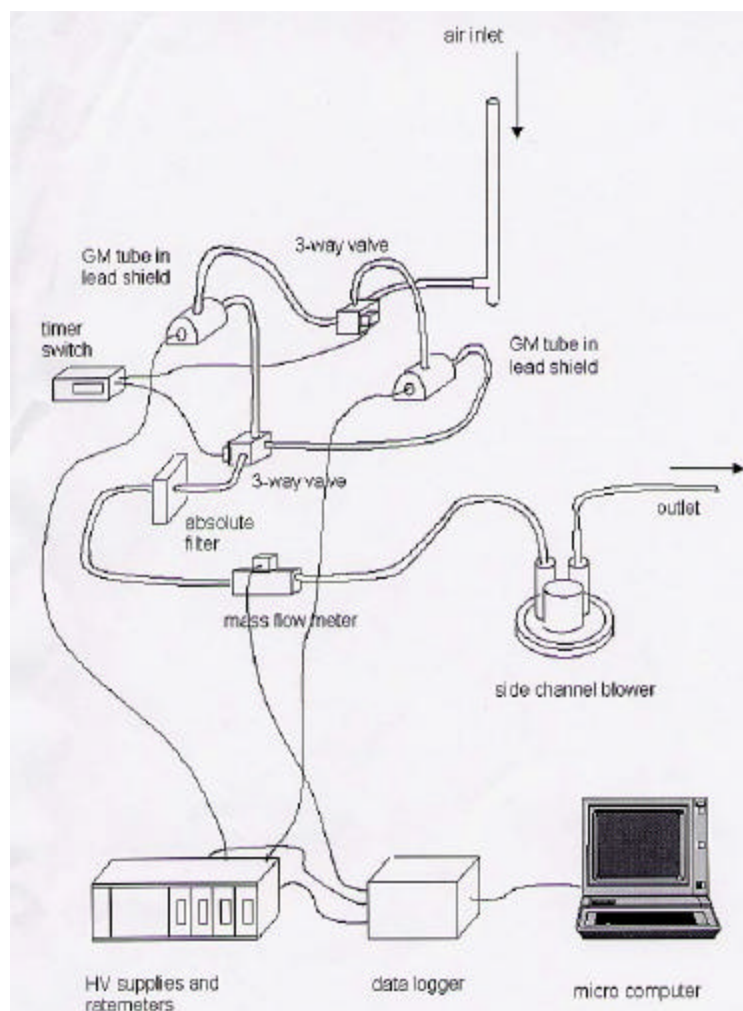 air inlet
3-way valve
GM tube in
lead shield
timer
switch
GM tube in
lead shield
3-way valve
absolute
filter
outlet
mass flow meter
side channel blower
HV supplies and
ratemeters
data logger
micro computer